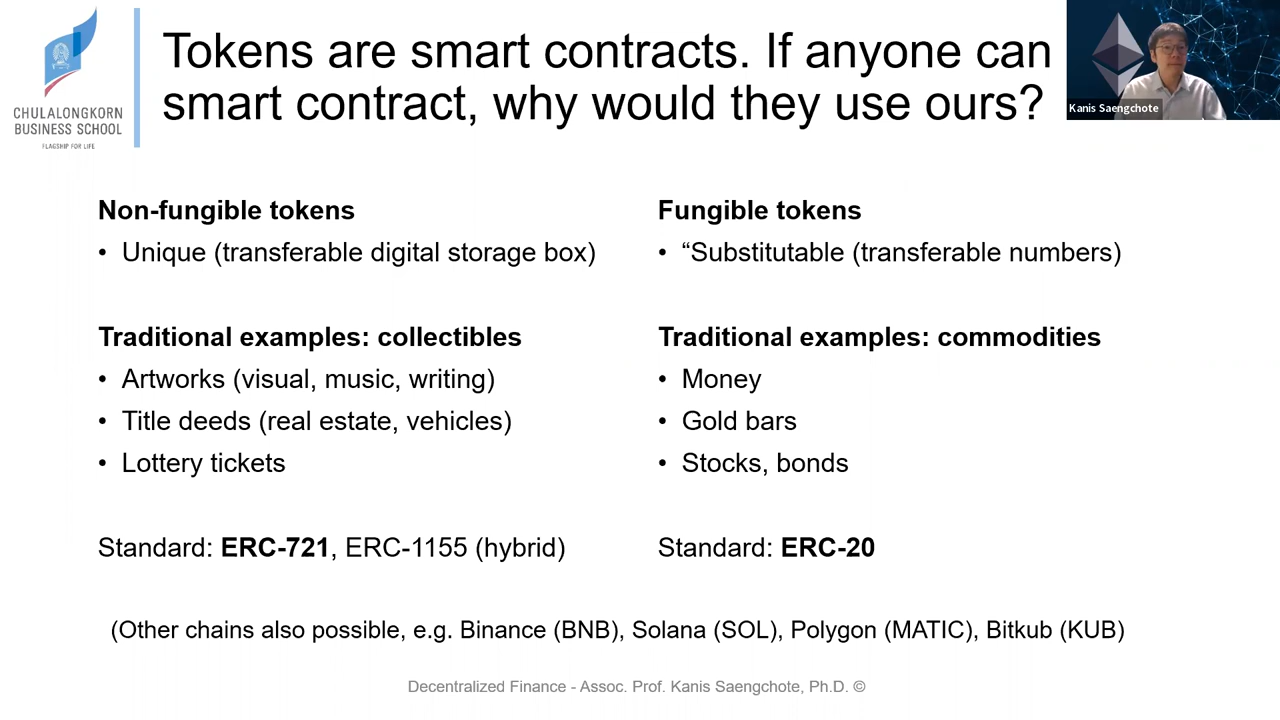 Tokens are smart contracts. If anyone can
smart contract, why would they use ours?
CHULALONGKORN
BUSINESS SCHOOL
FLAGSHIP FOR LIFE
Kanis Saengchote
Non-fungible tokens
• Unique (transferable digital storage box)
Traditional examples: collectibles
• Artworks (visual, music, writing)
• Title deeds (real estate, vehicles)
• Lottery tickets
Standard: ERC-721, ERC-1155 (hybrid)
Fungible tokens
• “Substitutable (transferable numbers)
Traditional examples: commodities
• Money
• Gold bars
• Stocks, bonds
Standard: ERC-20
(Other chains also possible, e.g. Binance (BNB), Solana (SOL), Polygon (MATIC), Bitkub (KUB)
Decentralized Finance - Assoc. Prof. Kanis Saengchote, Ph.D. ©